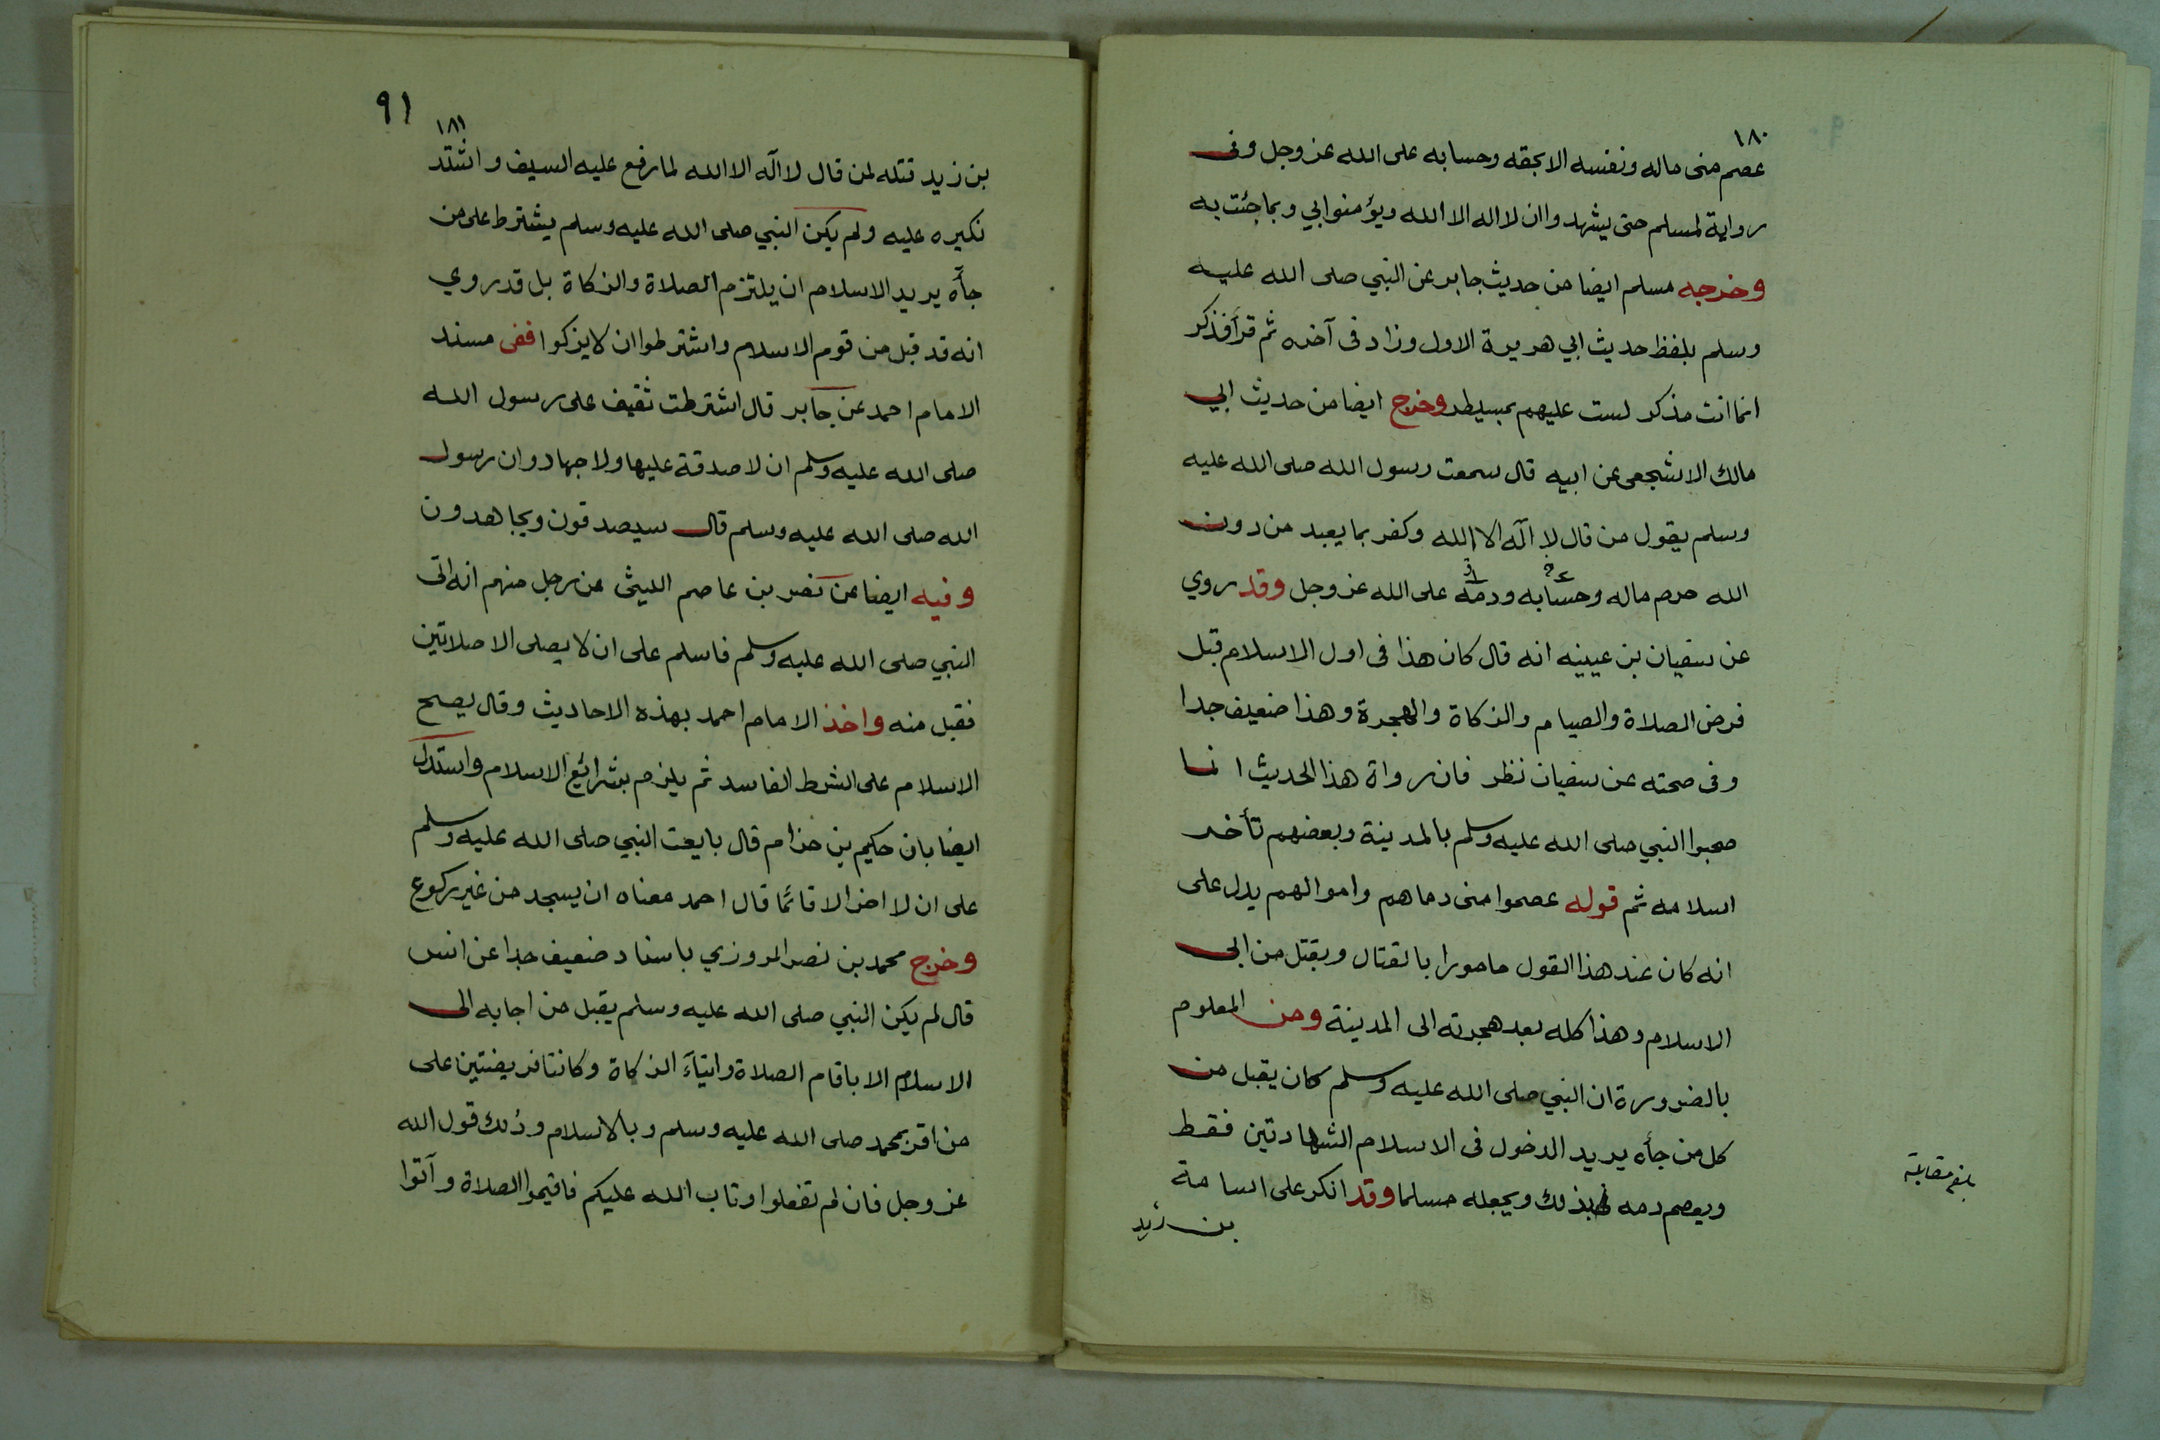 ١٨٠
عصم منى ماله ونفسه الا بحقه وحسابه على الله عز وجل وفى
رواية لمسلم حتى يشهدوا ان لا اله الا الله ويؤمنوا بي وبما جئت به
وخرجه مسلم ايضا من حديث جابر عن النبي صلى الله عليه
وسلم بلفظ حديث ابي هريرة الاول وزاد فى آخره ثم قرأ فذكر
انما انت مذكر لست عليهم بمسيطر وخرج ايضا من حديث ابي
مالك الاشجعى عن ابيه قال سمعت رسول الله صلى الله عليه
وسلم يقول من قال لا اله الا الله وكفر بما يعبد من دون
الله حرم ماله وحسابه ودمه على الله عز وجل وقد روي
عن سفيان بن عيينه انه قال كان هذا فى اول الاسلام قبل
فرض الصلاة والصيام والزكاة والهجرة وهذا ضعيف جدا
وفى صحته عن سفيان نظر فان رواة هذا الحديث انما
صحبوا النبي صلى الله عليه وسلم بالمدينة وبعضهم تأخر
اسلامه ثم قوله عصموا منى دماهم واموالهم يدل على
انه كان عند هذا القول مامورا بالقتال وبقتل من ابى
الاسلام وهذا كله بعد هجرته الى المدينة ومن المعلوم
بالضرورة ان النبي صلى الله عليه وسلم كان يقبل من
كل من جأه يريد الدخول فى الاسلام الشهادتين فقط
ويعصم دمه بذلك ويجعله مسلما وقد انكر على اسامة
بن زيد
بلغ مقابلة
٩١
١٨١
بن زيد قتله لمن قال لا اله الا الله لما رفع عليه السيف واشتد
نكيره عليه ولم يكن النبي صلى الله عليه وسلم يشترط على من
جأه يريد الاسلام ان يلتزم الصلاة والزكاة بل قد روي
انه قد قبل من قوم الاسلام واشترطوا ان لا يزكوا ففى مسند
الامام احمد عن جابر قال اشترطت ثقيف على رسول الله
صلى الله عليه وسلم ان لا صدقة عليها ولا جهاد وان رسول
الله صلى الله عليه وسلم قال سيصدقون ويجاهدون
وفيه ايضا عن نصر بن عاصم الليثى عن رجل منهم انه اتى
النبي صلى الله عليه وسلم فاسلم على ان لا يصلى الا صلاتين
فقبل منه واخذ الامام احمد بهذه الاحاديث وقال يصح
الاسلام على الشرط الفاسد ثم يلزم بشرائع الاسلام واستدل
ايضا بان حكيم بن حزام قال بايعت النبي صلى الله عليه وسلم
على ان لا اخر الا قائما قال احمد معناه ان يسجد من غير ركوع
وخرج محمد بن نصر المروزي باسناد ضعيف جدا عن انس
قال لم يكن النبي صلى الله عليه وسلم يقبل من اجابه الى
الاسلام الا باقام الصلاة وايتاء الزكاة وكانتا فريضتين على
من اقر بمحمد صلى الله عليه وسلم وبالاسلام وذلك قول الله
عز وجل فان لم تفعلوا وتاب الله عليكم فاقيموا الصلاة وآتوا